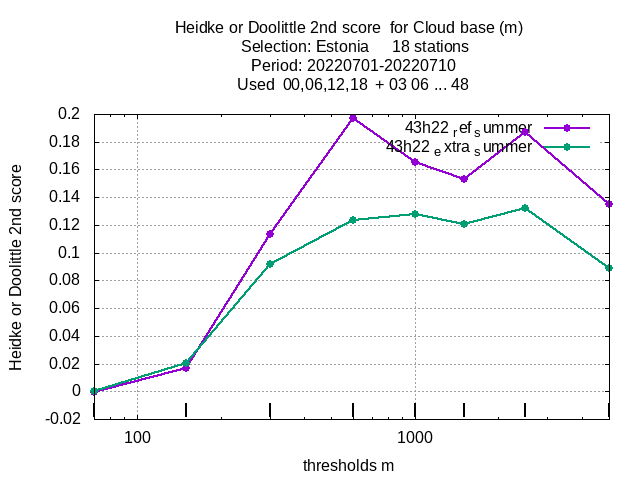 Heidke or Doolittle 2nd score  for Cloud base (m)
Selection: Estonia     18 stations
Period: 20220701-20220710
Used  00,06,12,18  + 03 06 ... 48
43h22 ref summer
43h22 extra summer
Heidke or Doolittle 2nd score
0.2
0.18
0.16
0.14
0.12
0.1
0.08
0.06
0.04
0.02
0
-0.02
100
1000
thresholds m